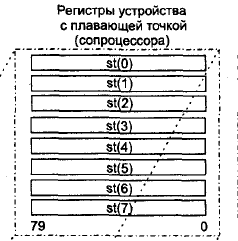 Регистры устройства
с плавающей точкой
(сопроцессора)
st(0)
st(1)
st(2)
st(3)
st(4)
st(5)
st(6)
st(7)
79 0